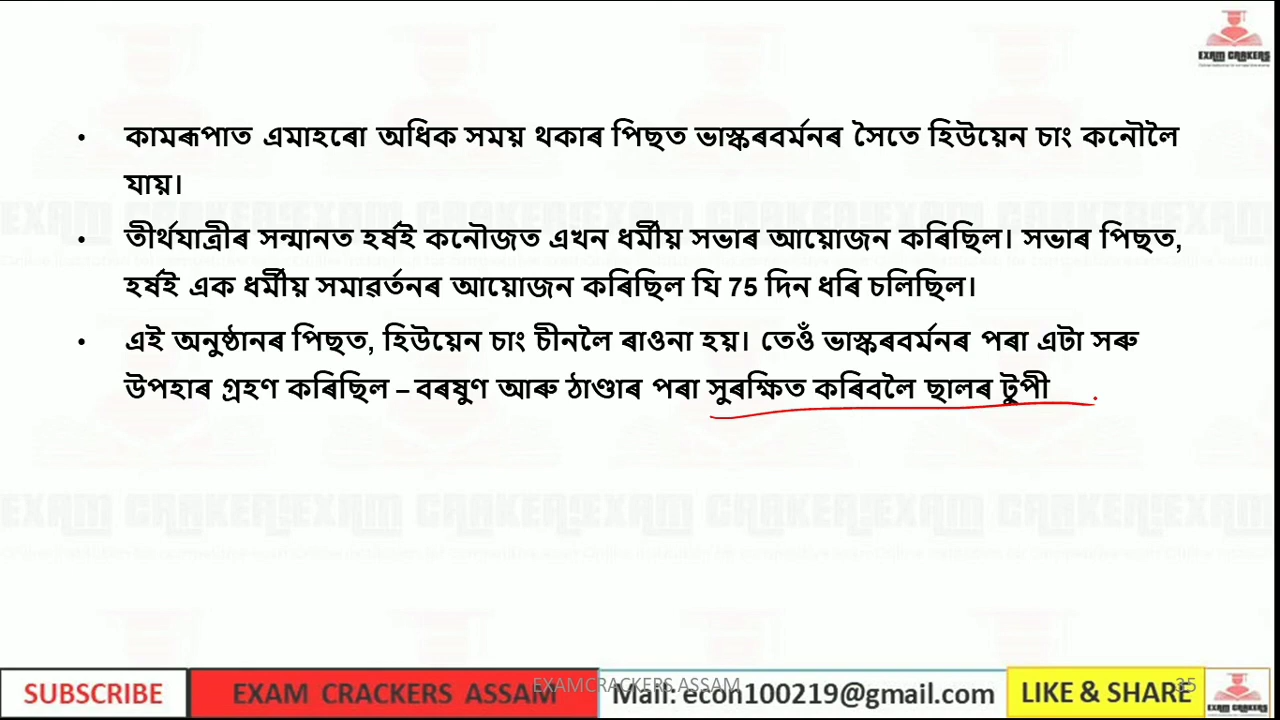 EXAM CRAKERS
• কামৰূপাত এমাহৰো অধিক সময় থকাৰ পিছত ভাস্কৰবৰ্মনৰ সৈতে হিউয়েন চাং কনৌলৈ
যায়।
• তীৰ্থযাত্ৰীৰ সন্মানত হৰ্ষই কনৌজত এখন ধৰ্মীয় সভাৰ আয়োজন কৰিছিল। সভাৰ পিছত,
হৰ্ষই এক ধৰ্মীয় সমাৱৰ্তনৰ আয়োজন কৰিছিল যি 75 দিন ধৰি চলিছিল।
• এই অনুষ্ঠানৰ পিছত, হিউয়েন চাং চীনলৈ ৰাওনা হয়। তেওঁ ভাস্কৰবৰ্মনৰ পৰা এটা সৰু
উপহাৰ গ্ৰহণ কৰিছিল – বৰষুণ আৰু ঠাণ্ডাৰ পৰা সুৰক্ষিত কৰিবলৈ ছালৰ টুপী
SUBSCRIBE EXAM CRACKERS ASSAM EXAMCRACKERS ASSAM Mail: econ100219@gmail.com LIKE & SHARE 35